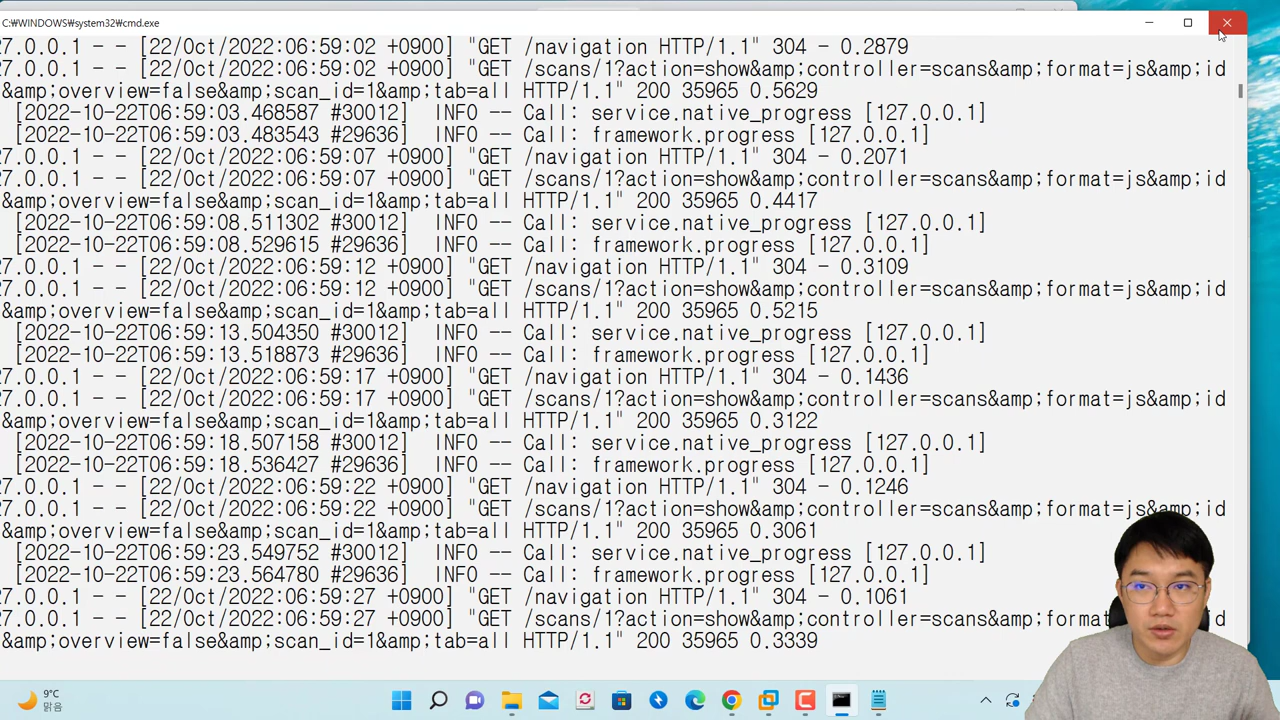 C:₩WINDOWS₩system32₩cmd.exe
27.0.0.1 - - [22/Oct/2022:06:59:02 +0900] "GET /navigation HTTP/1.1" 304 - 0.2879
27.0.0.1 - - [22/Oct/2022:06:59:02 +0900] "GET /scans/1?action=show&amp;controller=scans&amp;format=js&amp;id
&amp;overview=false&amp;scan_id=1&amp;tab=all HTTP/1.1" 200 35965 0.5629
[2022-10-22T06:59:03.468587 #30012] INFO -- Call: service.native_progress [127.0.0.1]
[2022-10-22T06:59:03.483543 #29636] INFO -- Call: framework.progress [127.0.0.1]
27.0.0.1 - - [22/Oct/2022:06:59:07 +0900] "GET /navigation HTTP/1.1" 304 - 0.2071
27.0.0.1 - - [22/Oct/2022:06:59:07 +0900] "GET /scans/1?action=show&amp;controller=scans&amp;format=js&amp;id
&amp;overview=false&amp;scan_id=1&amp;tab=all HTTP/1.1" 200 35965 0.4417
[2022-10-22T06:59:08.511302 #30012] INFO -- Call: service.native_progress [127.0.0.1]
[2022-10-22T06:59:08.529615 #29636] INFO -- Call: framework.progress [127.0.0.1]
27.0.0.1 - - [22/Oct/2022:06:59:12 +0900] "GET /navigation HTTP/1.1" 304 - 0.3109
27.0.0.1 - - [22/Oct/2022:06:59:12 +0900] "GET /scans/1?action=show&amp;controller=scans&amp;format=js&amp;id
&amp;overview=false&amp;scan_id=1&amp;tab=all HTTP/1.1" 200 35965 0.5215
[2022-10-22T06:59:13.504350 #30012] INFO -- Call: service.native_progress [127.0.0.1]
[2022-10-22T06:59:13.518873 #29636] INFO -- Call: framework.progress [127.0.0.1]
27.0.0.1 - - [22/Oct/2022:06:59:17 +0900] "GET /navigation HTTP/1.1" 304 - 0.1436
27.0.0.1 - - [22/Oct/2022:06:59:17 +0900] "GET /scans/1?action=show&amp;controller=scans&amp;format=js&amp;id
&amp;overview=false&amp;scan_id=1&amp;tab=all HTTP/1.1" 200 35965 0.3122
[2022-10-22T06:59:18.507158 #30012] INFO -- Call: service.native_progress [127.0.0.1]
[2022-10-22T06:59:18.536427 #29636] INFO -- Call: framework.progress [127.0.0.1]
27.0.0.1 - - [22/Oct/2022:06:59:22 +0900] "GET /navigation HTTP/1.1" 304 - 0.1246
27.0.0.1 - - [22/Oct/2022:06:59:22 +0900] "GET /scans/1?action=show&amp;controller=scans&amp;format=js&amp;id
&amp;overview=false&amp;scan_id=1&amp;tab=all HTTP/1.1" 200 35965 0.3061
[2022-10-22T06:59:23.549752 #30012] INFO -- Call: service.native_progress [127.0.0.1]
[2022-10-22T06:59:23.564780 #29636] INFO -- Call: framework.progress [127.0.0.1]
27.0.0.1 - - [22/Oct/2022:06:59:27 +0900] "GET /navigation HTTP/1.1" 304 - 0.1061
27.0.0.1 - - [22/Oct/2022:06:59:27 +0900] "GET /scans/1?action=show&amp;controller=scans&amp;format
&amp;overview=false&amp;scan_id=1&amp;tab=all HTTP/1.1" 200 35965 0.3339
9°C
맑음